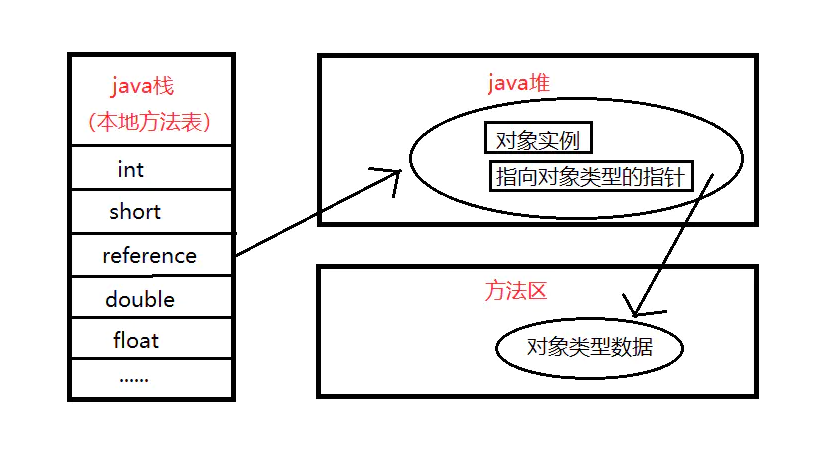 java栈
（本地方法表）
int
short
reference
double
float
······
java堆
对象实例
指向对象类型的指针
方法区
对象类型数据